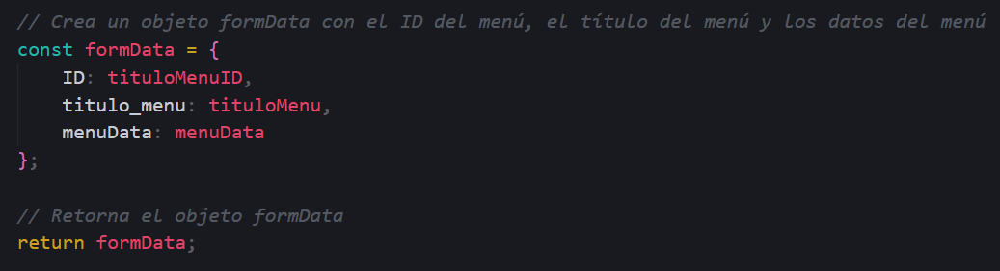 // Crea un objeto formData con el ID del menú, el título del menú y los datos del menú
const formData = {
    ID: tituloMenuID,
    titulo_menu: tituloMenu,
    menuData: menuData
};

// Retorna el objeto formData
return formData;